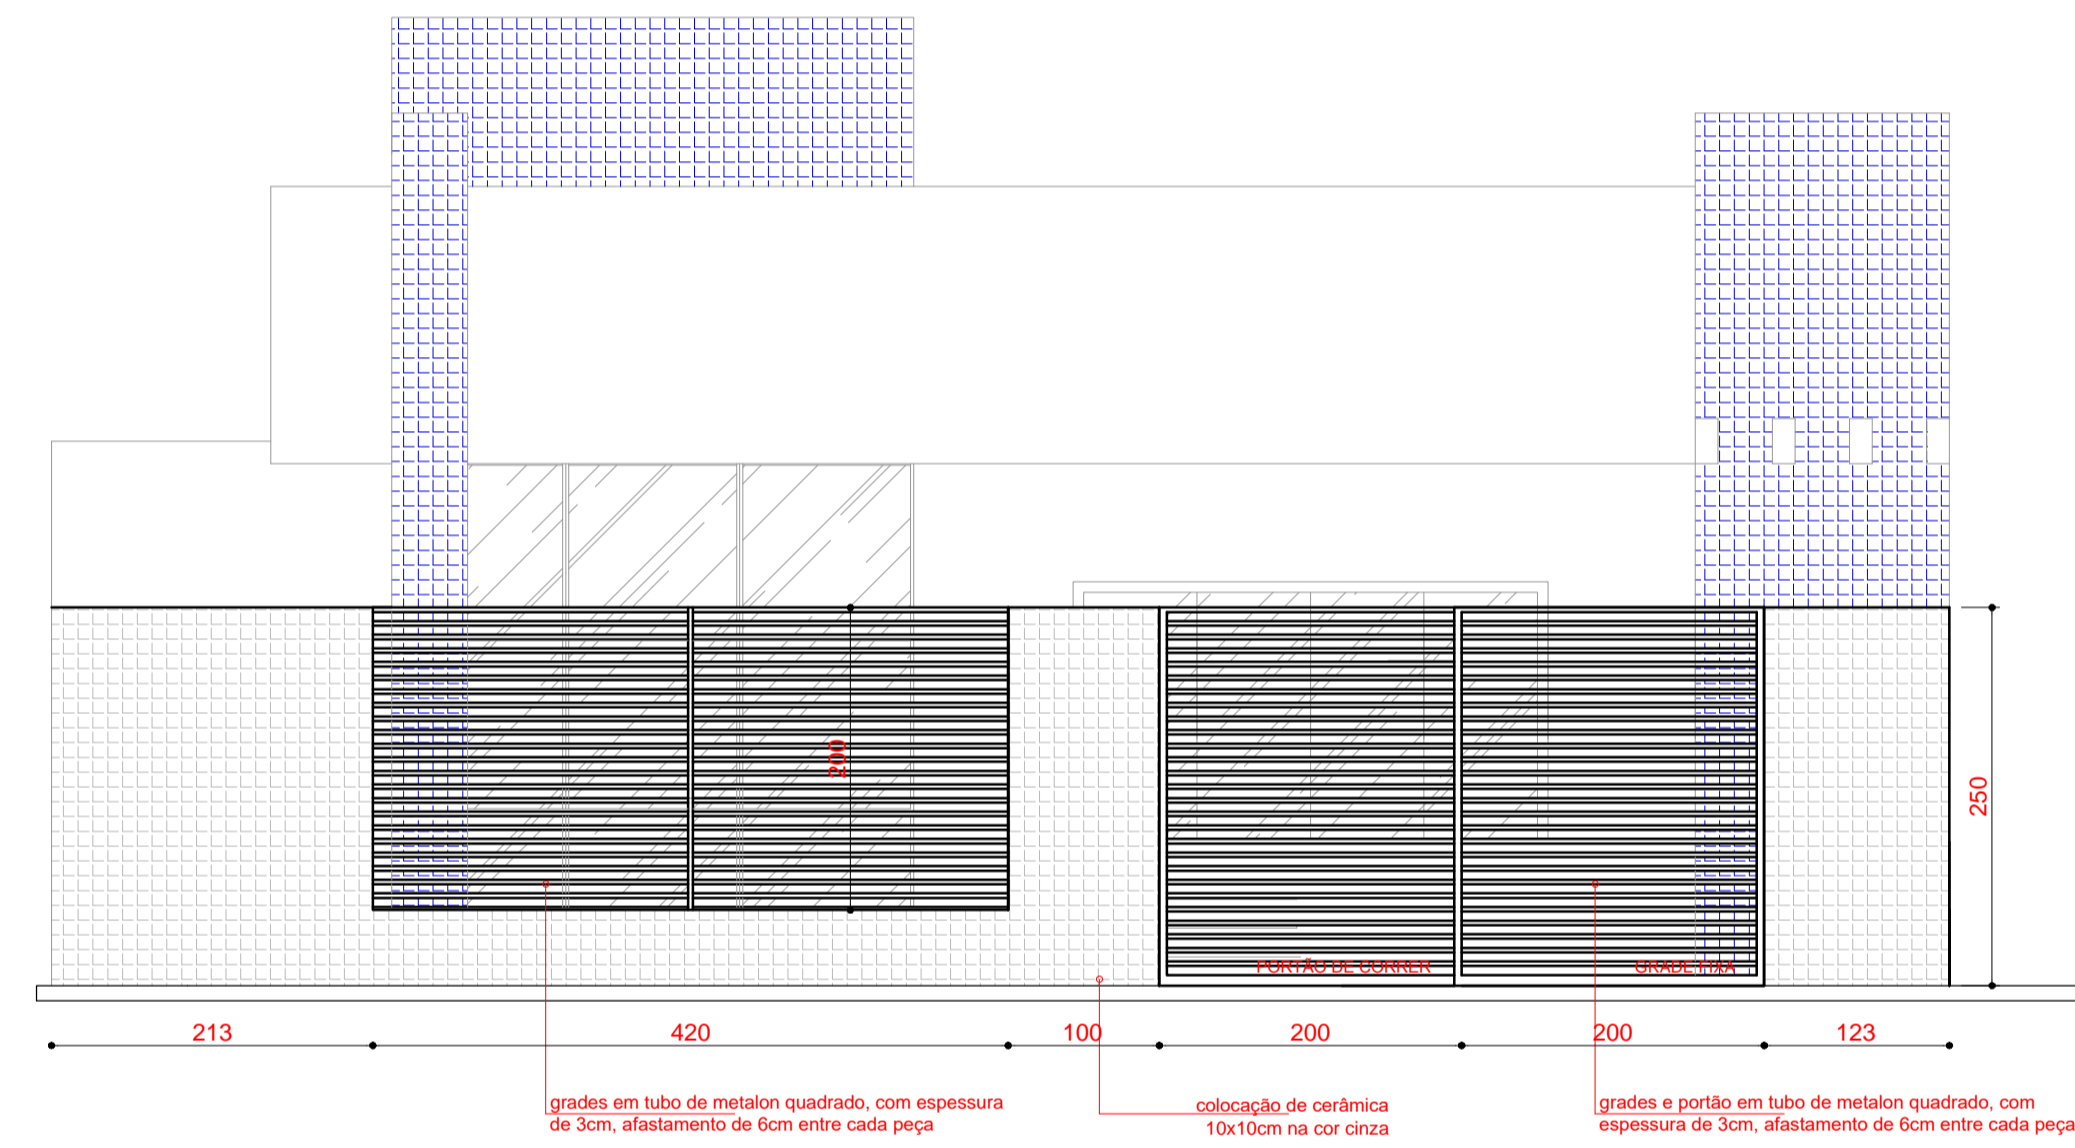 200
250
PORTÃO DE CORRER
GRADE FIXA
213
420
100
200
200
123
grades em tubo de metalon quadrado, com espessura
de 3cm, afastamento de 6cm entre cada peça
colocação de cerâmica
10x10cm na cor cinza
grades e portão em tubo de metalon quadrado, com
espessura de 3cm, afastamento de 6cm entre cada peça